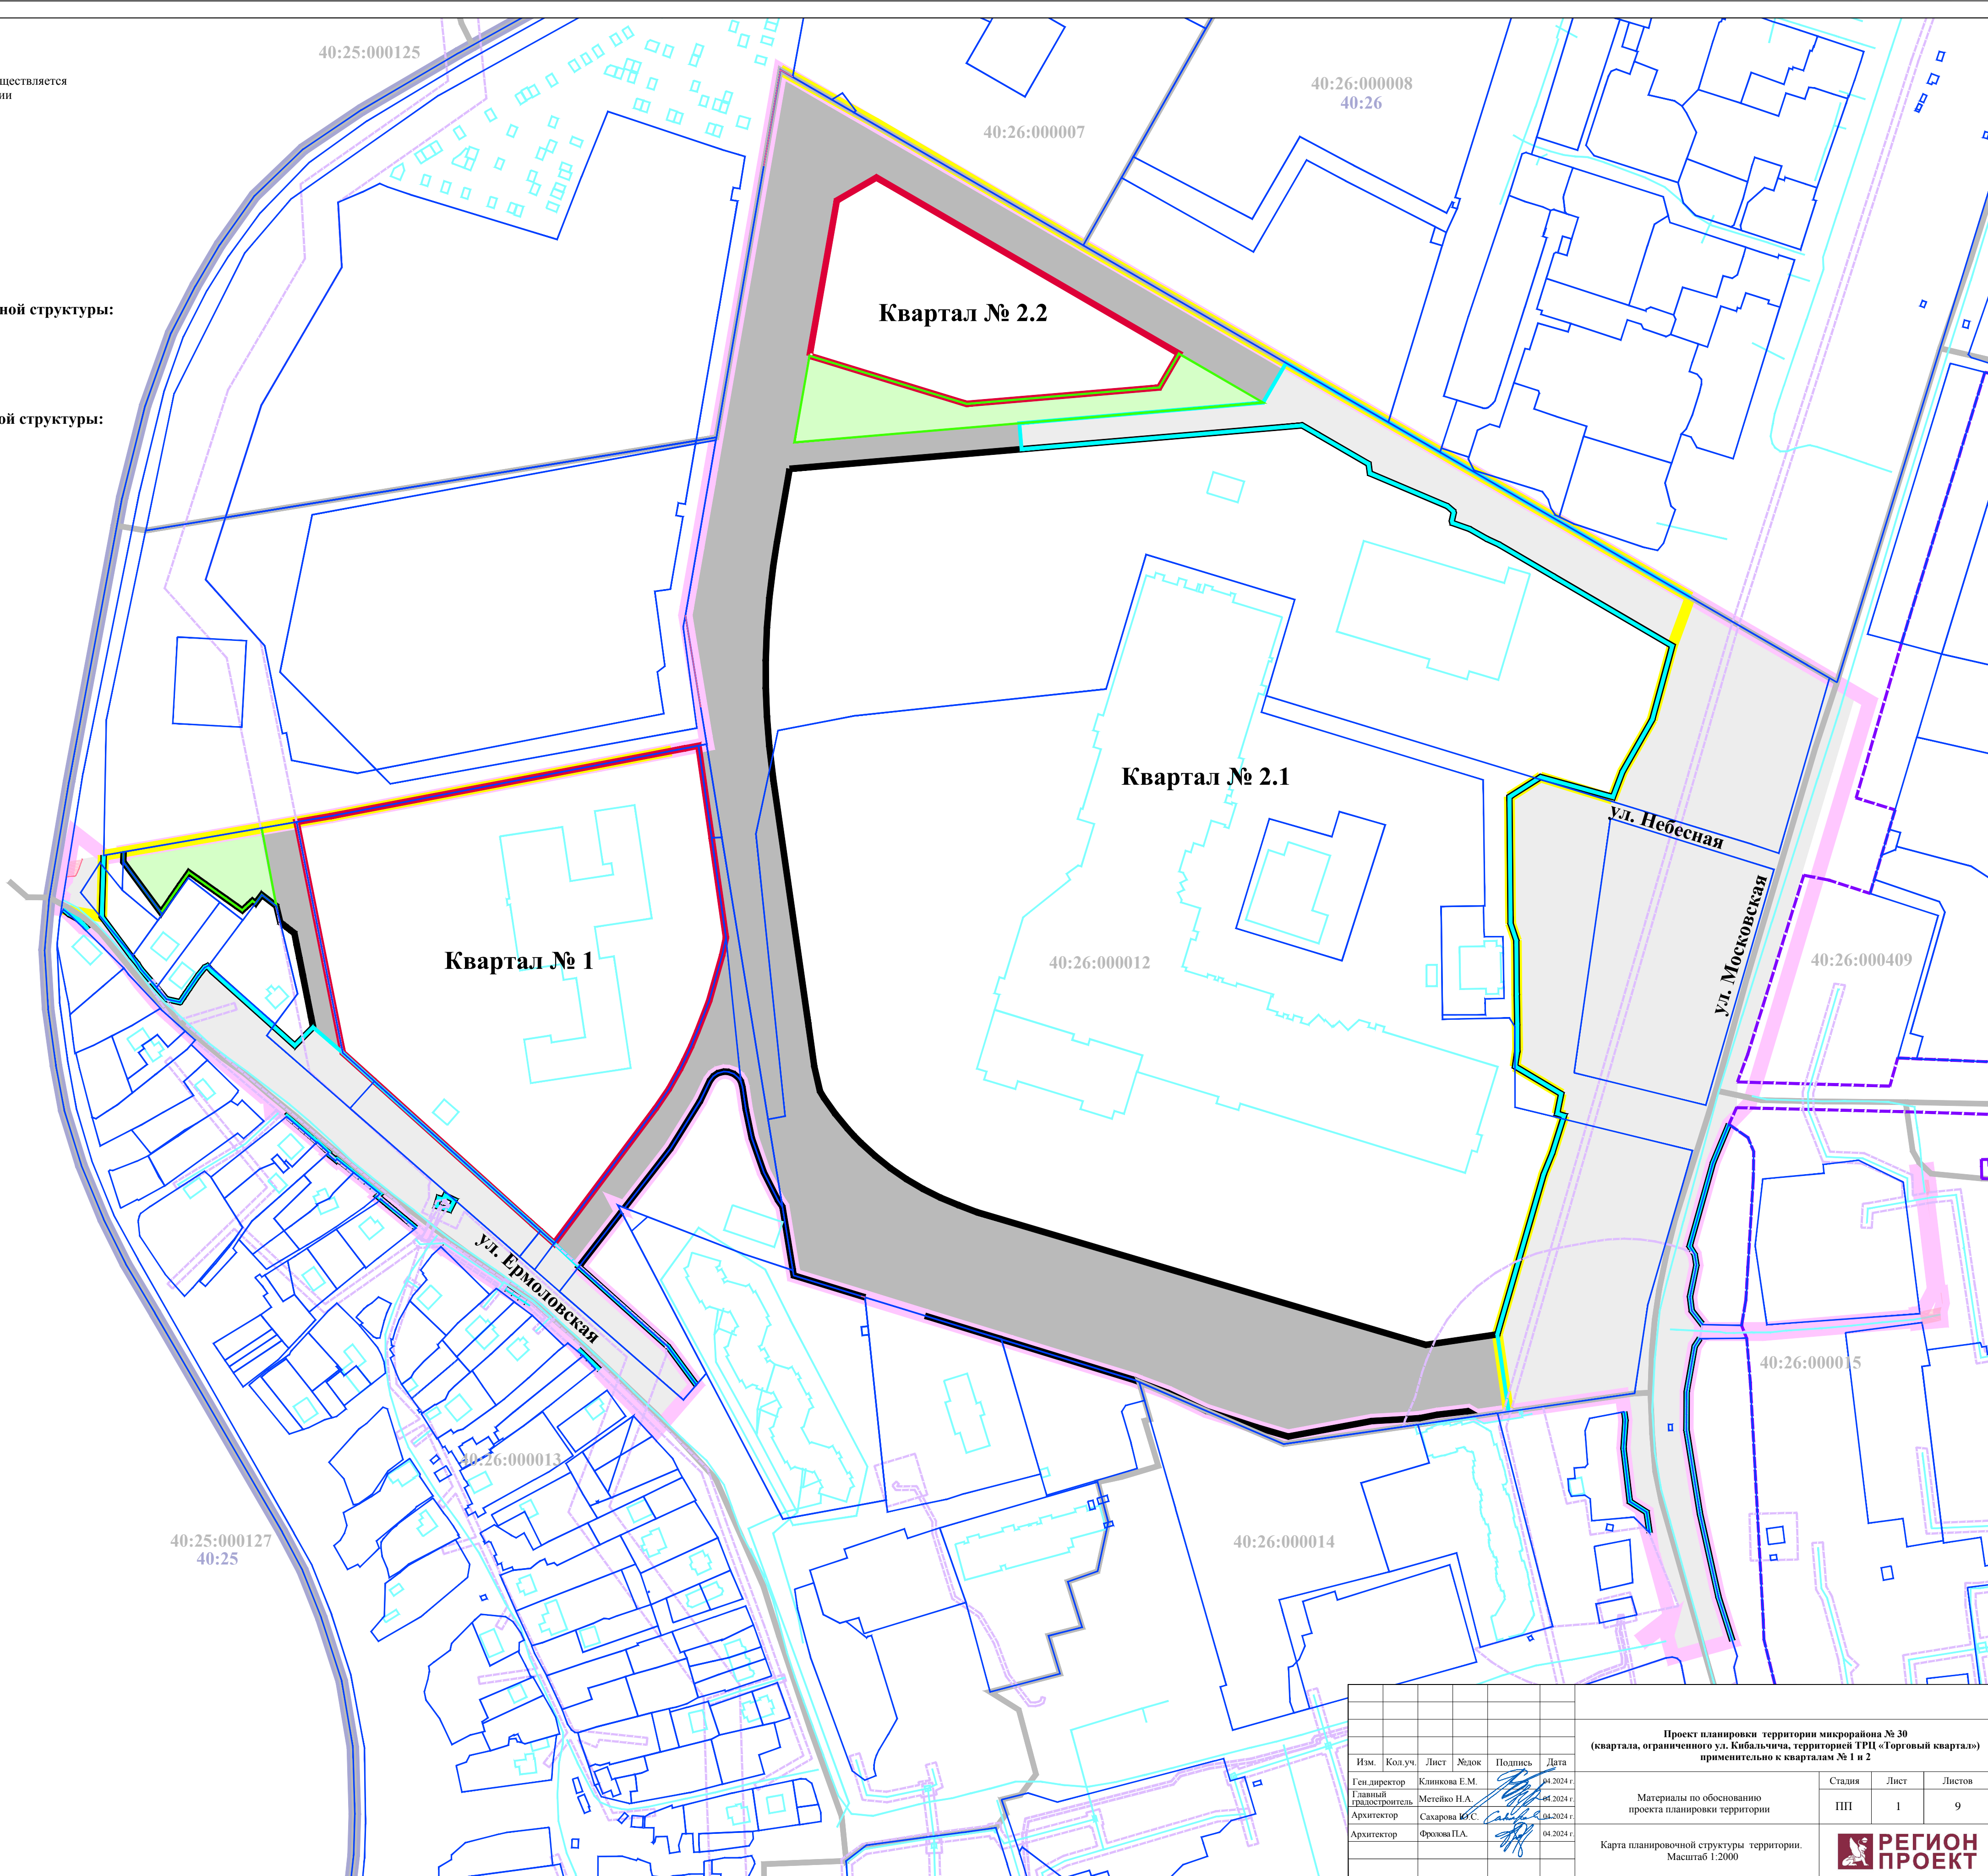 40:25:000125
ществляется
ии
40:26:000008
40:26
40:26:000007
ной структуры:
Квартал № 2.2
ой структуры:
Квартал № 2.1
ул. Небесная
ул. Московская
Квартал № 1
40:26:000012
40:26:000409
ул. Ермоловская
40:26:000015
40:26:000013
40:25:000127
40:25
40:26:000014
Проект планировки территории микрорайона № 30
(квартала, ограниченного ул. Кибальчича, территорией ТРЦ «Торговый квартал»)
применительно к кварталам № 1 и 2
Изм. Кол.уч. Лист №док Подпись Дата
Ген.директор Клинкова Е.М. 04.2024 г.
Главный градостроитель Метейко Н.А. 04.2024 г.
Архитектор Сахарова Ю.С. 04.2024 г.
Архитектор Фролова П.А. 04.2024 г.
Материалы по обоснованию
проекта планировки территории
Стадия Лист Листов
ПП 1 9
Карта планировочной структуры территории.
Масштаб 1:2000
РЕГИОН
ПРОЕКТ